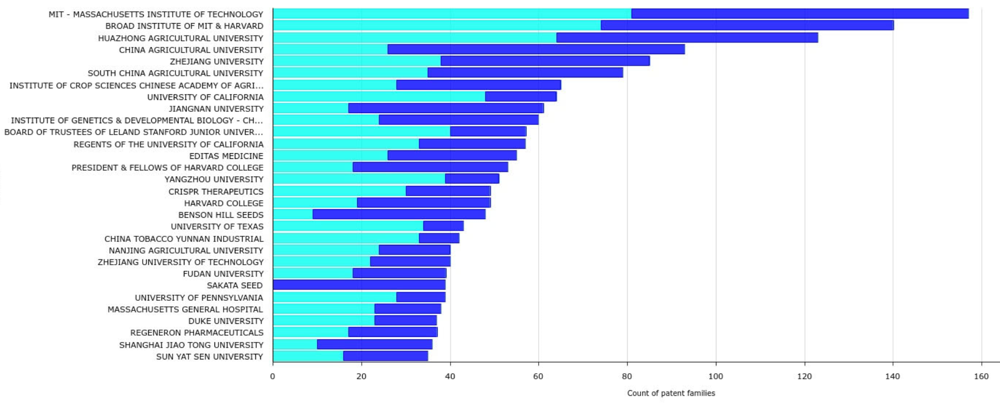 MIT - MASSACHUSETTS INSTITUTE OF TECHNOLOGY
BROAD INSTITUTE OF MIT & HARVARD
HUAZHONG AGRICULTURAL UNIVERSITY
CHINA AGRICULTURAL UNIVERSITY
ZHEJIANG UNIVERSITY
SOUTH CHINA AGRICULTURAL UNIVERSITY
INSTITUTE OF CROP SCIENCES CHINESE ACADEMY OF AGRI...
UNIVERSITY OF CALIFORNIA
JIANGNAN UNIVERSITY
INSTITUTE OF GENETICS & DEVELOPMENTAL BIOLOGY - CH...
BOARD OF TRUSTEES OF LELAND STANFORD JUNIOR UNIVER...
REGENTS OF THE UNIVERSITY OF CALIFORNIA
EDITAS MEDICINE
PRESIDENT & FELLOWS OF HARVARD COLLEGE
YANGZHOU UNIVERSITY
CRISPR THERAPEUTICS
HARVARD COLLEGE
BENSON HILL SEEDS
UNIVERSITY OF TEXAS
CHINA TOBACCO YUNNAN INDUSTRIAL
NANJING AGRICULTURAL UNIVERSITY
ZHEJIANG UNIVERSITY OF TECHNOLOGY
FUDAN UNIVERSITY
SAKATA SEED
UNIVERSITY OF PENNSYLVANIA
MASSACHUSETTS GENERAL HOSPITAL
DUKE UNIVERSITY
REGENERON PHARMACEUTICALS
SHANGHAI JIAO TONG UNIVERSITY
SUN YAT SEN UNIVERSITY
0 20 40 60 80 100 120 140 160
Count of patent families